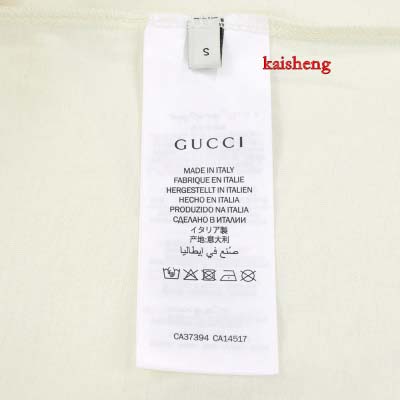 S
kaisheng
GUCCI
MADE IN ITALY
FABRIQUE EN ITALIE
HERGESTELLT IN ITALIEN
HECHO EN ITALIA
PRODUZIDO NA ITALIA
СДЕЛАНО В ИТАЛИИ
イタリア製
产地:意大利
صنع في إيطاليا
CA37394 CA14517